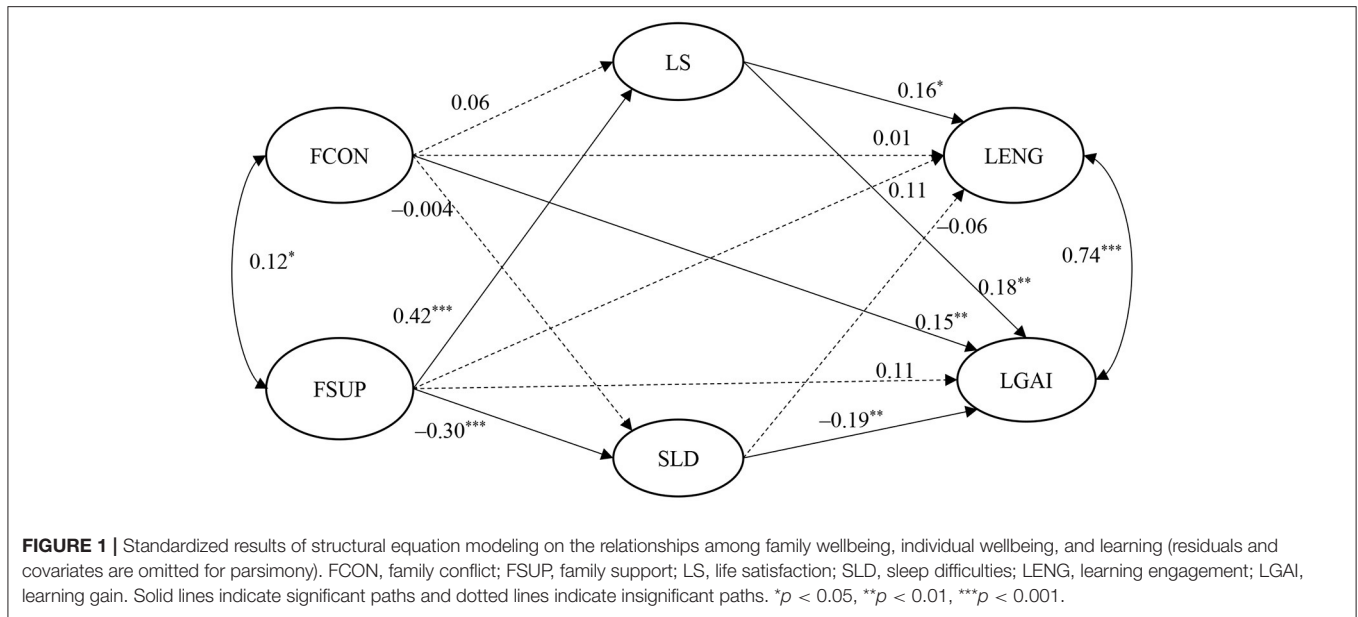 LS
0.16*
0.06
FCON
0.01
LENG
0.11
−0.004
−0.06
0.12*
0.74***
0.18**
0.42***
0.15**
FSUP
0.11
LGAI
−0.30***
−0.19**
SLD
FIGURE 1 | Standardized results of structural equation modeling on the relationships among family wellbeing, individual wellbeing, and learning (residuals and
covariates are omitted for parsimony). FCON, family conflict; FSUP, family support; LS, life satisfaction; SLD, sleep difficulties; LENG, learning engagement; LGAI,
learning gain. Solid lines indicate significant paths and dotted lines indicate insignificant paths. *p < 0.05, **p < 0.01, ***p < 0.001.